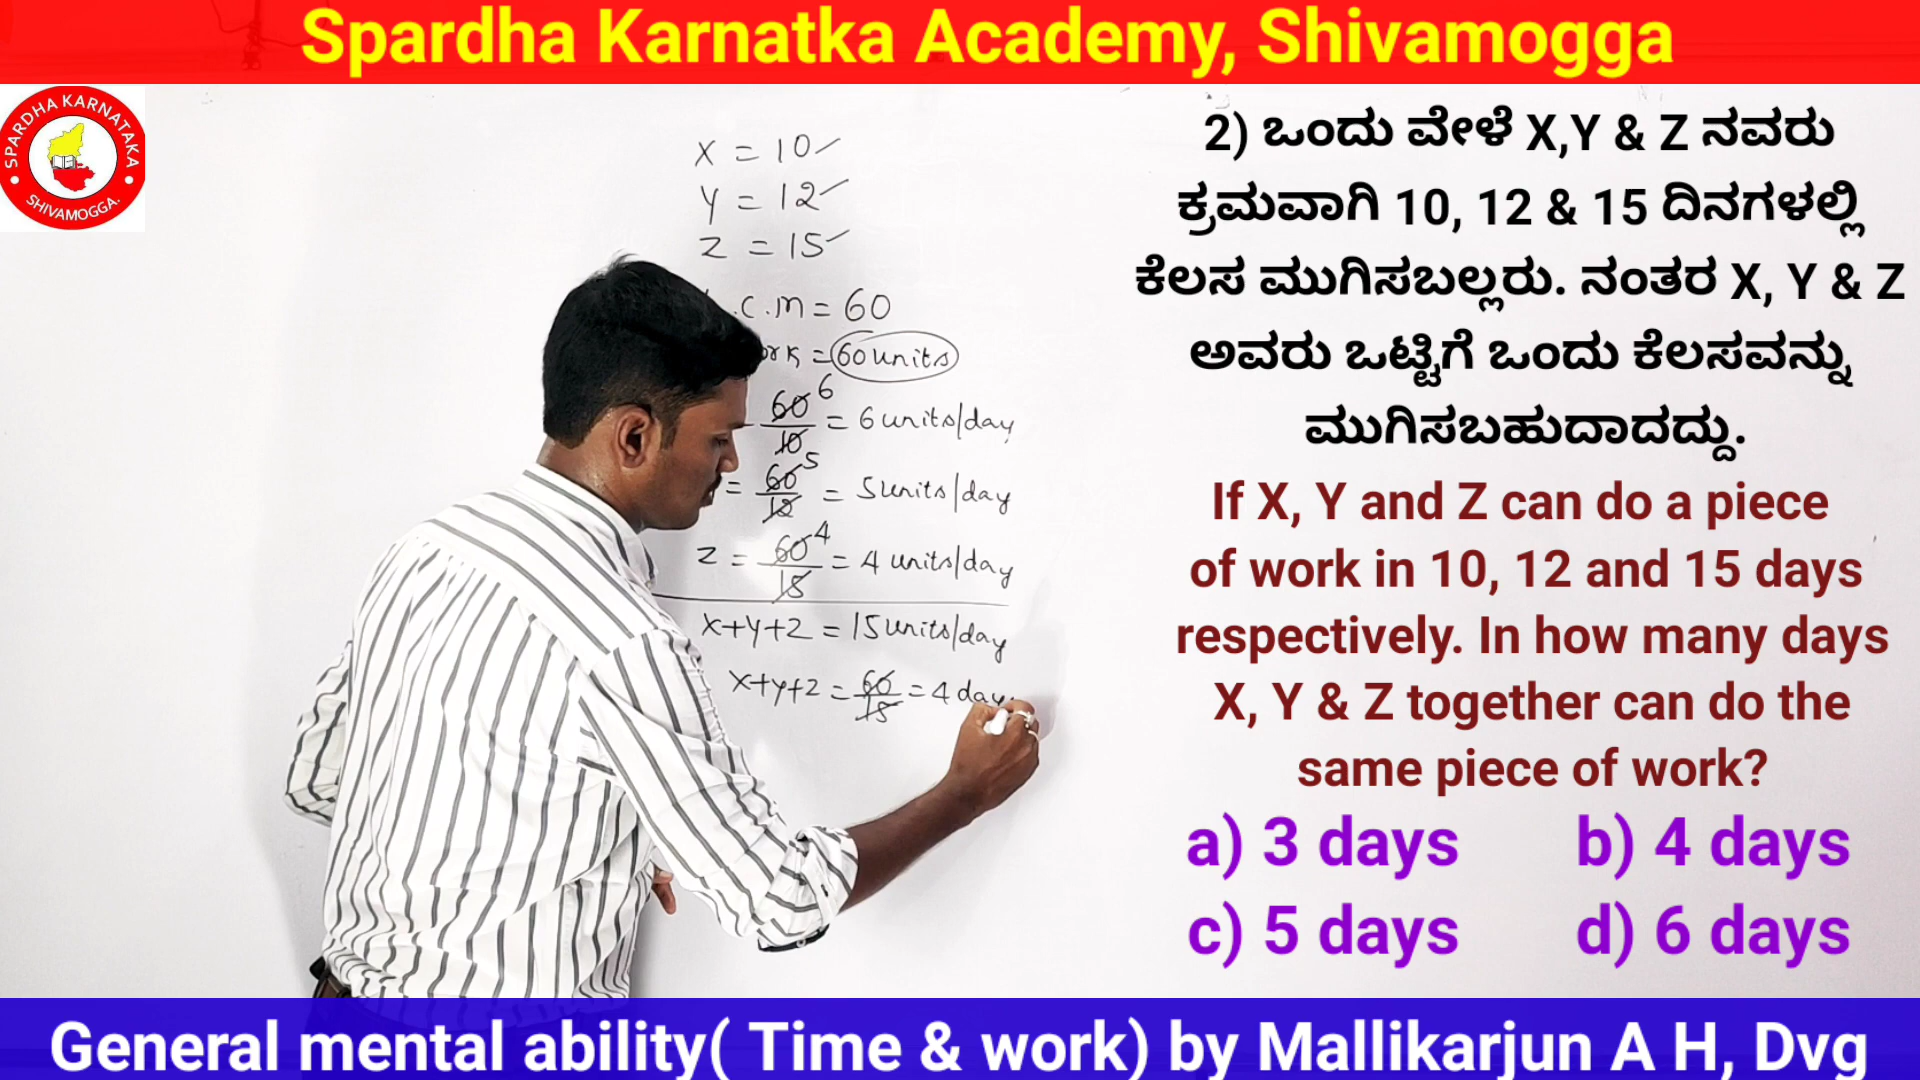 Spardha Karnatka Academy, Shivamogga
SPARDHA KARNATAKA
SHIVAMOGGA.
X = 10
Y = 12
Z = 15
.C.M = 60
= 60 units
60 6
10
= 6 units/day
= 60 5
12
= 5 units/day
Z = 60 4
15
= 4 units/day
X+Y+Z = 15 units/day
X+Y+Z = 60
15
= 4 days
2) ಒಂದು ವೇಳೆ X,Y & Z ನವರು
ಕ್ರಮವಾಗಿ 10, 12 & 15 ದಿನಗಳಲ್ಲಿ
ಕೆಲಸ ಮುಗಿಸಬಲ್ಲರು. ನಂತರ X, Y & Z
ಅವರು ಒಟ್ಟಿಗೆ ಒಂದು ಕೆಲಸವನ್ನು
ಮುಗಿಸಬಹುದಾದದ್ದು.
If X, Y and Z can do a piece
of work in 10, 12 and 15 days
respectively. In how many days
X, Y & Z together can do the
same piece of work?
a) 3 days b) 4 days
c) 5 days d) 6 days
General mental ability( Time & work) by Mallikarjun A H, Dvg